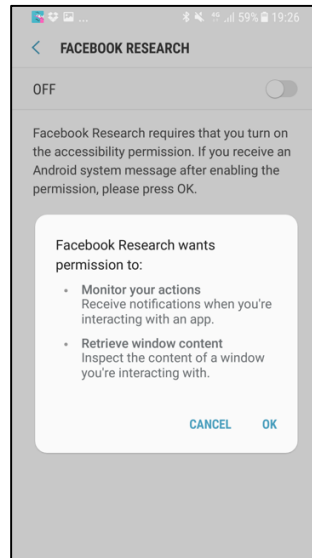 ... 59% 19:26
FACEBOOK RESEARCH
OFF
Facebook Research requires that you turn on
the accessibility permission. If you receive an
Android system message after enabling the
permission, please press OK.
Facebook Research wants
permission to:
• Monitor your actions
Receive notifications when you're
interacting with an app.
• Retrieve window content
Inspect the content of a window
you're interacting with.
CANCEL OK